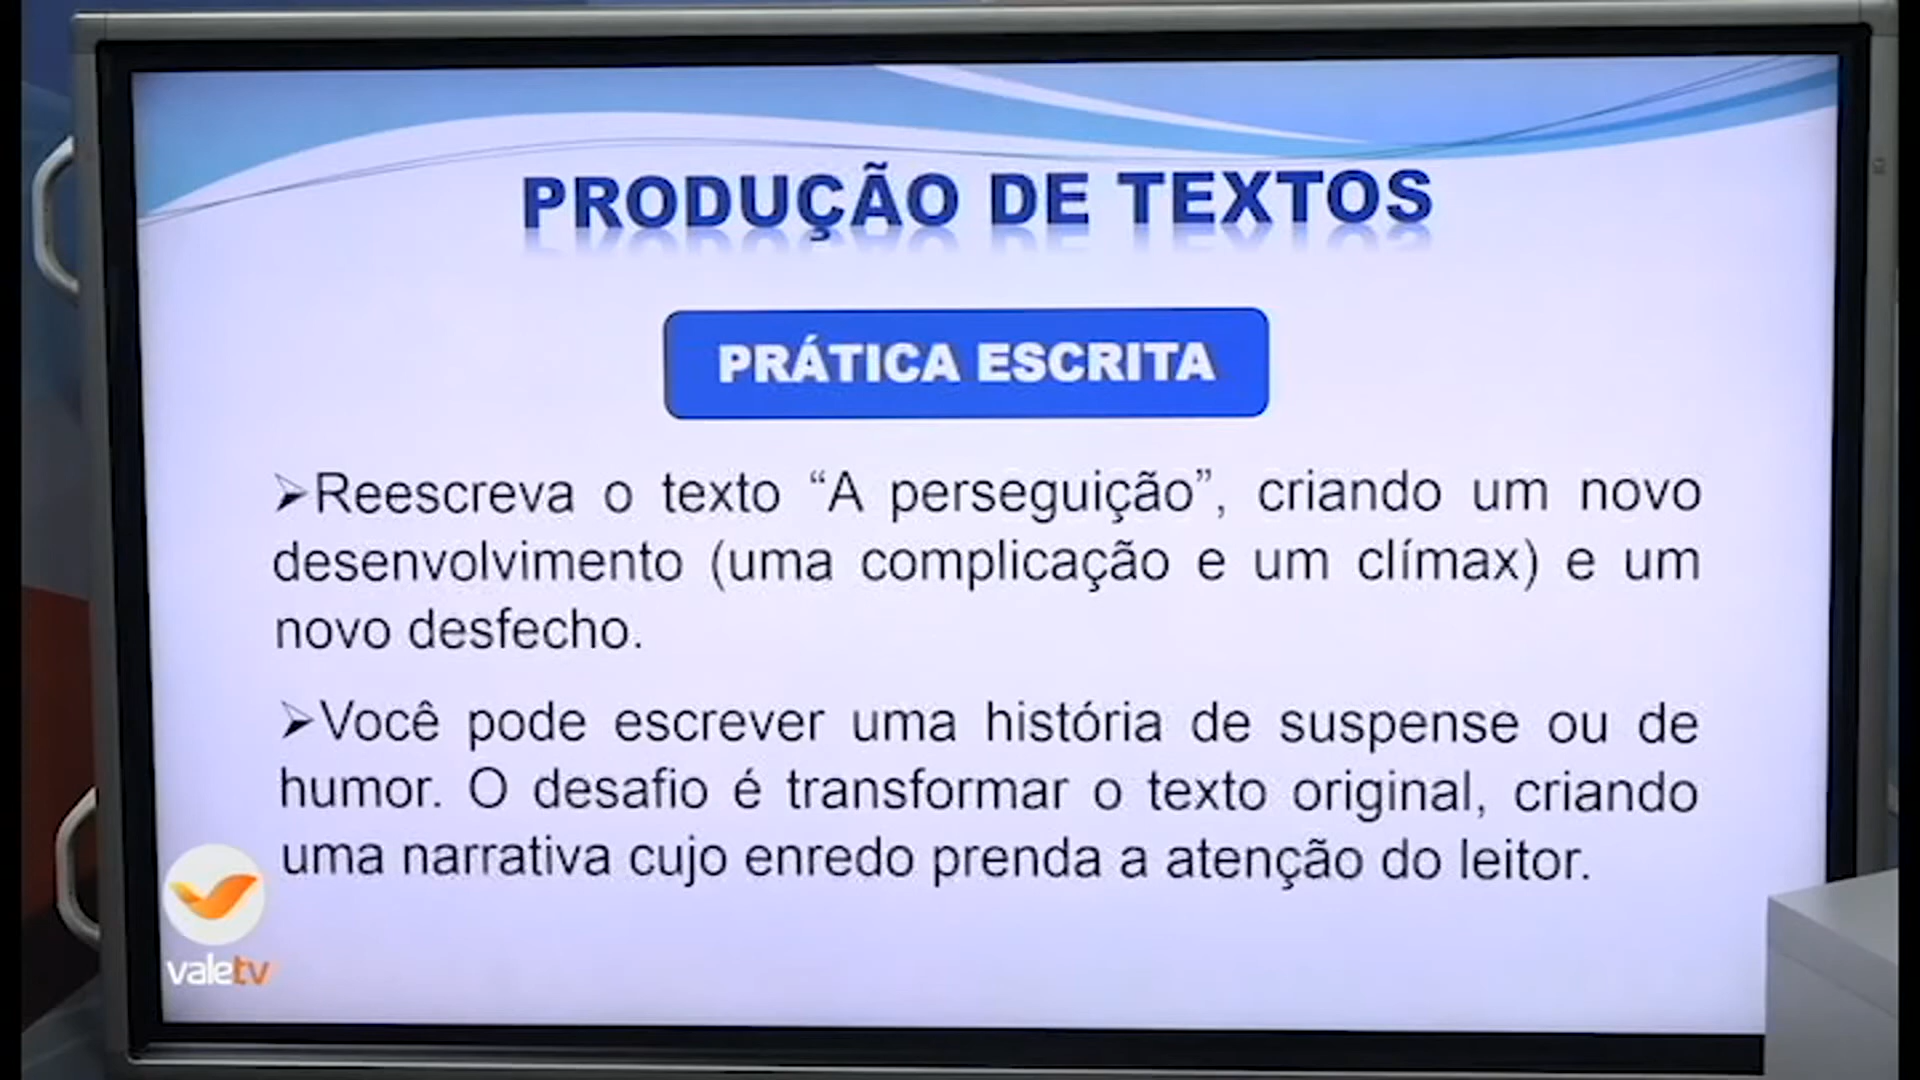 PRODUÇÃO DE TEXTOS
PRÁTICA ESCRITA
➢Reescreva o texto “A perseguição”, criando um novo
desenvolvimento (uma complicação e um clímax) e um
novo desfecho.
➢Você pode escrever uma história de suspense ou de
humor. O desafio é transformar o texto original, criando
uma narrativa cujo enredo prenda a atenção do leitor.
valetv